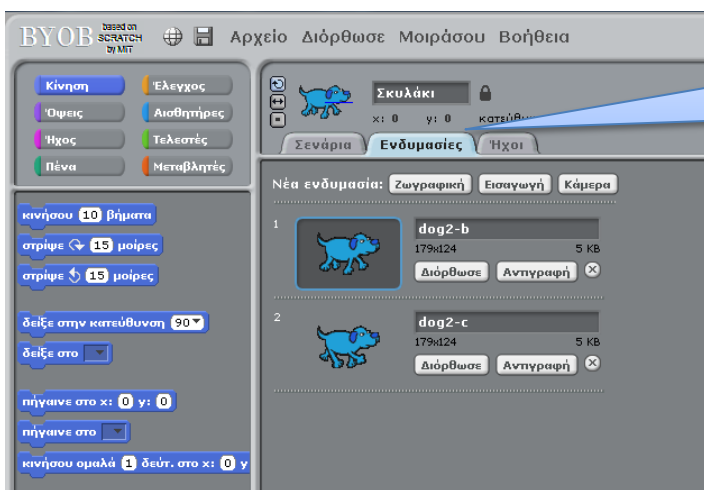 BYOB based on SCRATCH by MIT Αρχείο Διόρθωσε Μοιράσου Βοήθεια
Κίνηση Έλεγχος
Όψεις Αισθητήρες
Ήχος Τελεστές
Πένα Μεταβλητές
κινήσου 10 βήματα
στρίψε 15 μοίρες
στρίψε 15 μοίρες
δείξε στην κατεύθυνση 90
δείξε στο
πήγαινε στο x: 0 y: 0
πήγαινε στο
κινήσου ομαλά 1 δεύτ. στο x: 0 y
Σκυλάκι
x: 0 y: 0
Σενάρια Ενδυμασίες Ήχοι
Νέα ενδυμασία: Ζωγραφική Εισαγωγή Κάμερα
1
dog2-b
179x124 5 KB
Διόρθωσε Αντιγραφή
2
dog2-c
179x124 5 KB
Διόρθωσε Αντιγραφή